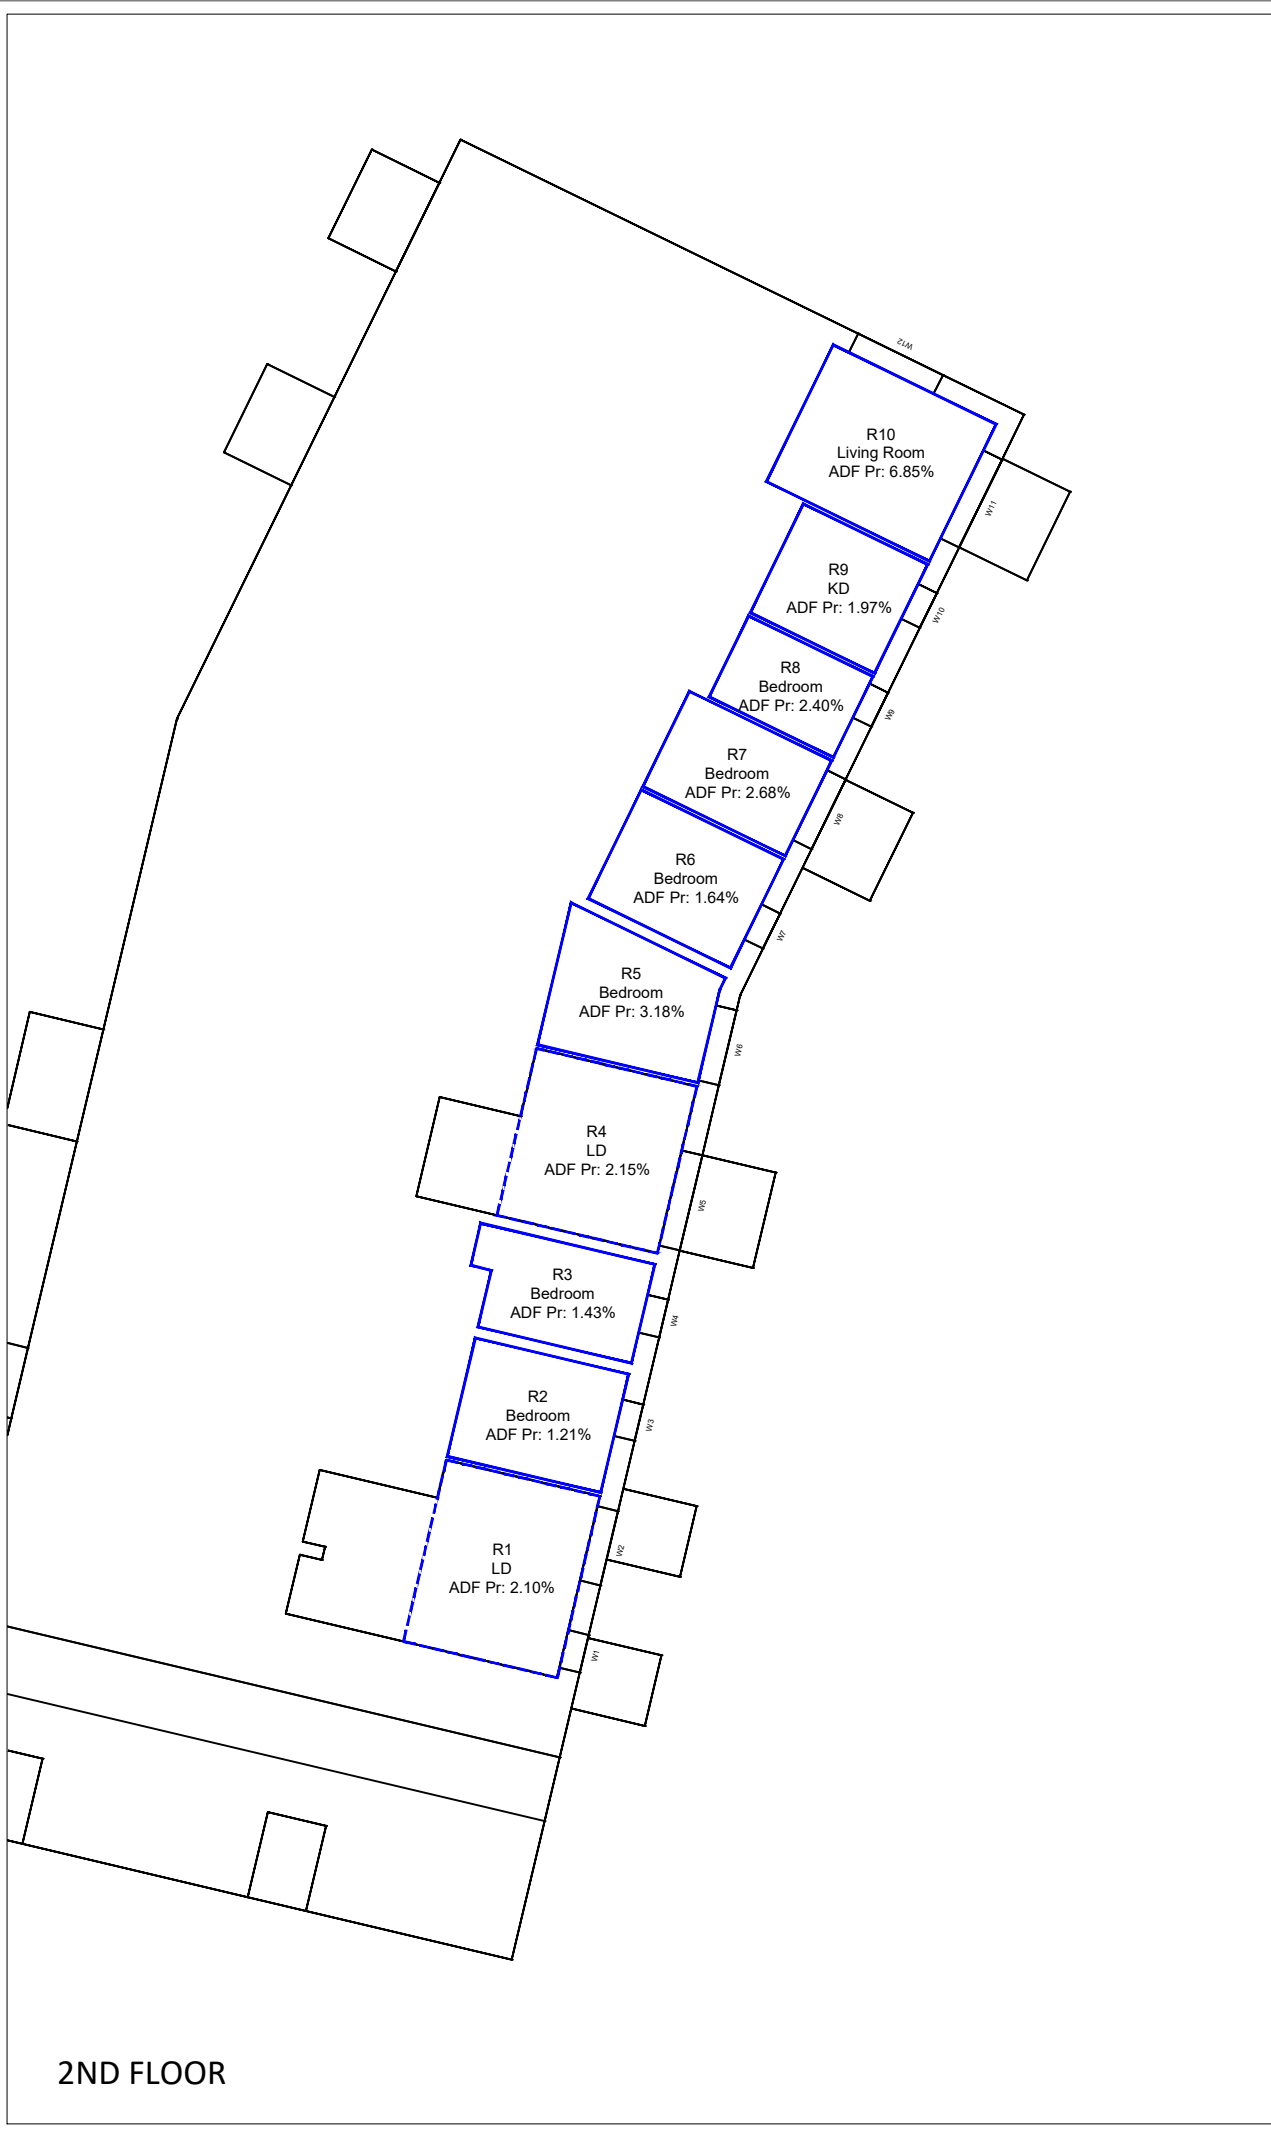 W12
R10
Living Room
ADF Pr: 6.85%
W11
R9
KD
ADF Pr: 1.97%
W10
R8
Bedroom
ADF Pr: 2.40%
W9
R7
Bedroom
ADF Pr: 2.68%
W8
R6
Bedroom
ADF Pr: 1.64%
W7
R5
Bedroom
ADF Pr: 3.18%
W6
R4
LD
ADF Pr: 2.15%
W5
R3
Bedroom
ADF Pr: 1.43%
W4
R2
Bedroom
ADF Pr: 1.21%
W3
R1
LD
ADF Pr: 2.10%
W2
W1
2ND FLOOR